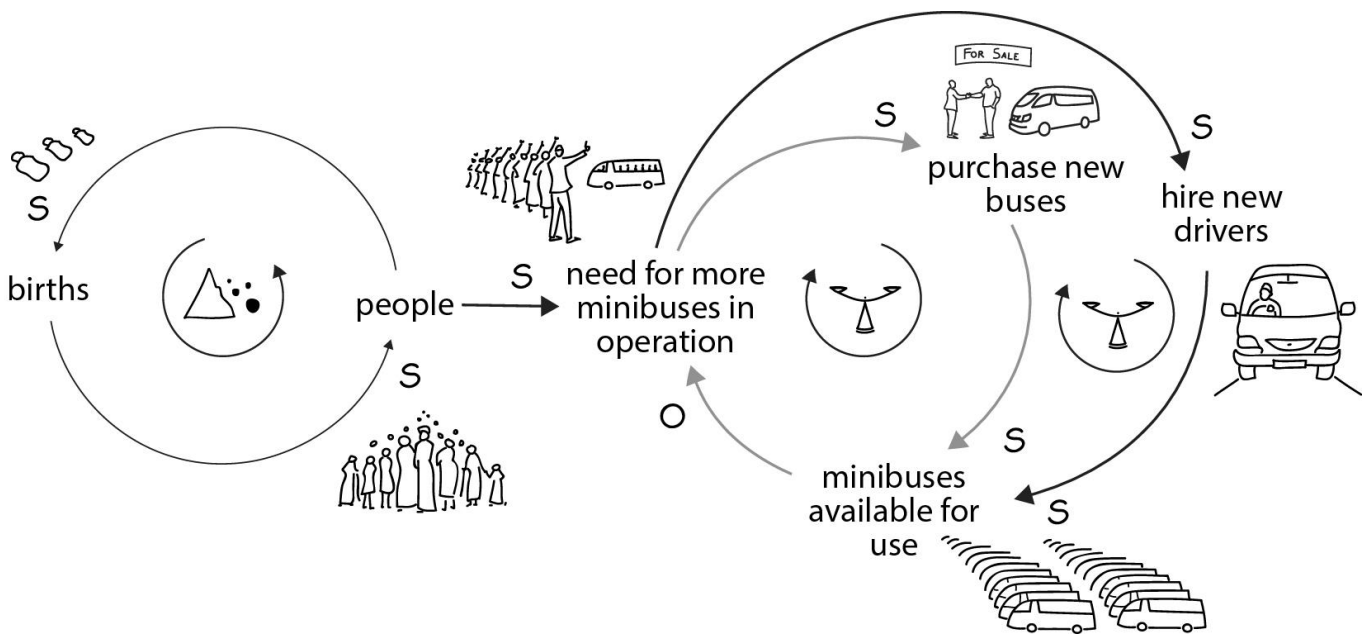 FOR SALE
S
S
purchase new
buses
hire new
drivers
S
S
births
people
S
need for more
minibuses in
operation
S
O
S
minibuses
available for
use
S